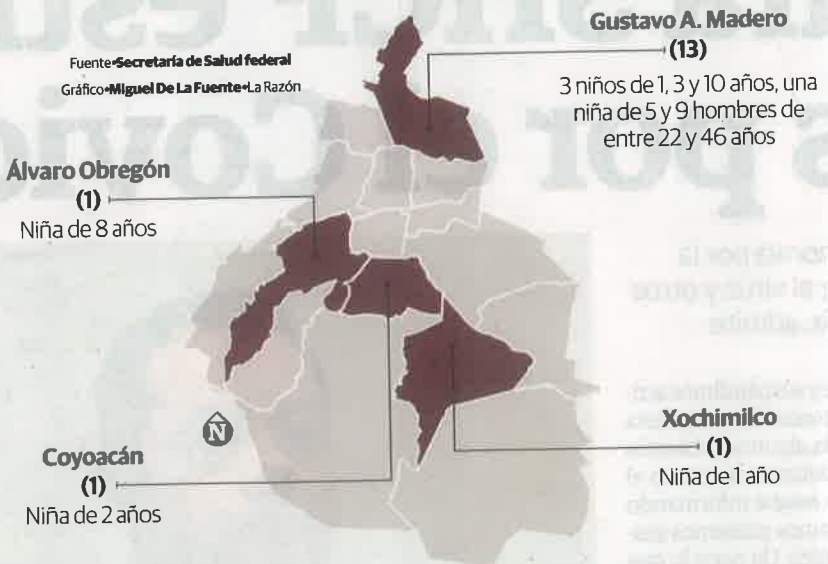 Fuente•Secretaría de Salud federal
Gráfico•Miguel De La Fuente•La Razón
Gustavo A. Madero
(13)
3 niños de 1, 3 y 10 años, una
niña de 5 y 9 hombres de
entre 22 y 46 años
Álvaro Obregón
(1)
Niña de 8 años
N
Coyoacán
(1)
Niña de 2 años
Xochimilco
(1)
Niña de 1 año